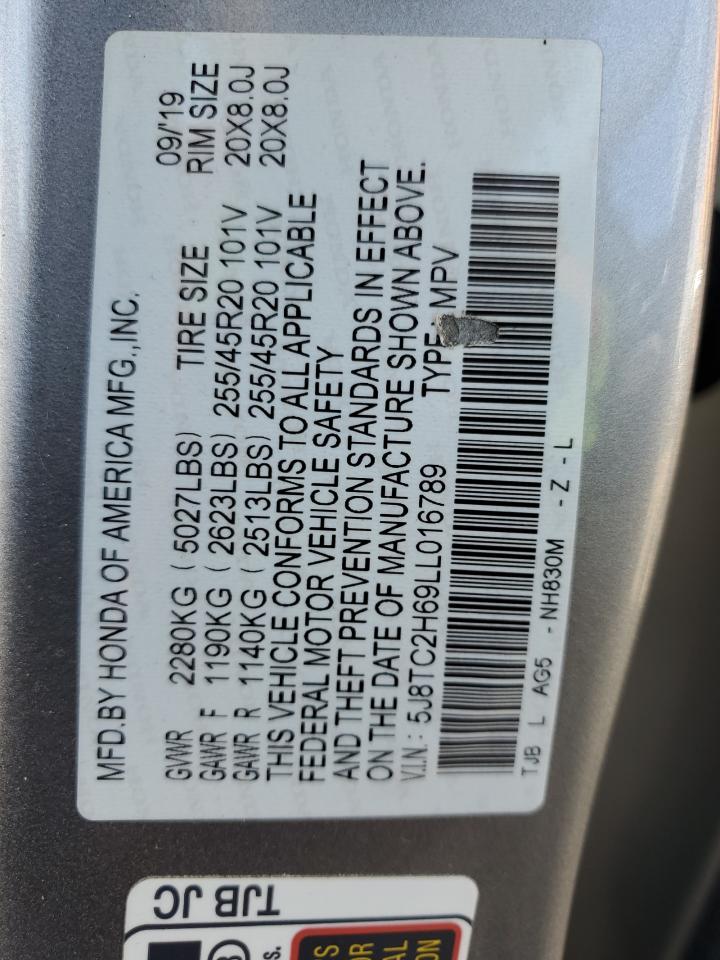 MFD.BY HONDA OF AMERICA MFG.,INC. 09/'19
GVWR 2280KG ( 5027LBS) TIRE SIZE RIM SIZE
GAWR F 1190KG ( 2623LBS) 255/45R20 101V 20X8.0J
GAWR R 1140KG ( 2513LBS) 255/45R20 101V 20X8.0J
THIS VEHICLE CONFORMS TO ALL APPLICABLE
FEDERAL MOTOR VEHICLE SAFETY
AND THEFT PREVENTION STANDARDS IN EFFECT
ON THE DATE OF MANUFACTURE SHOWN ABOVE.
V.I.N.: 5J8TC2H69LL016789 TYPE: MPV
TJB L AG5 - NH830M - Z - L
TJB JC